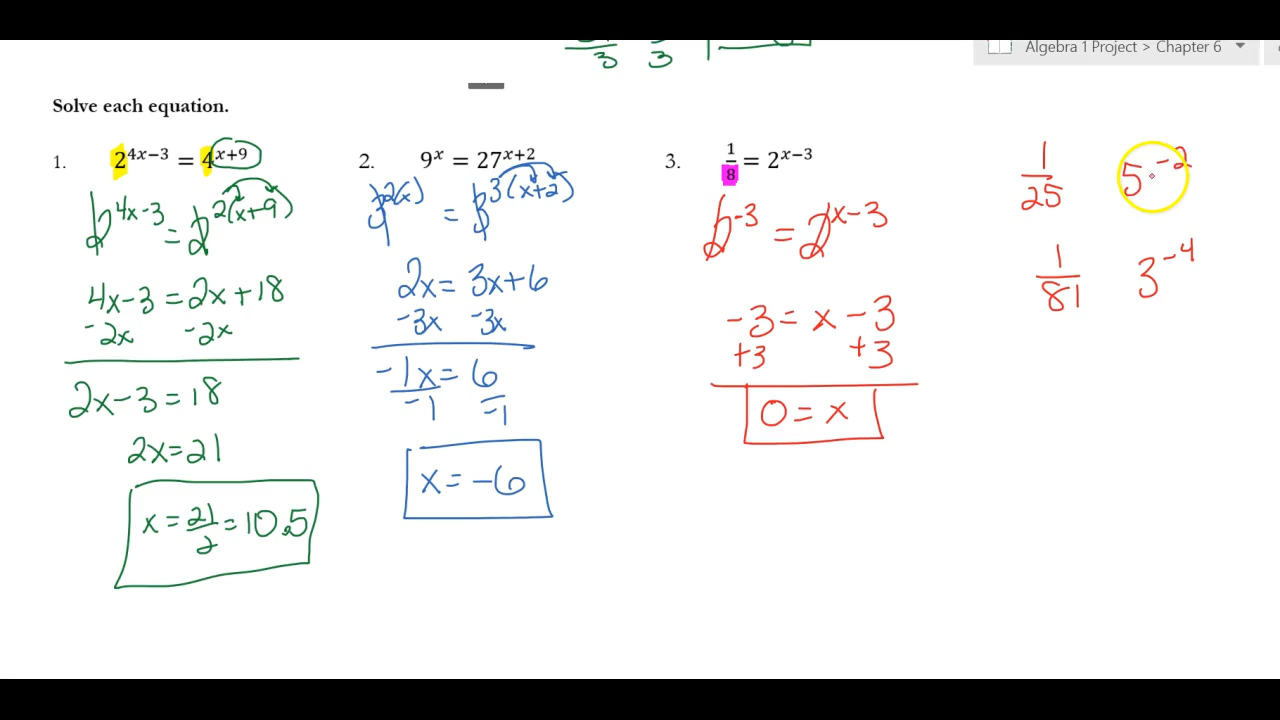 3 3
Algebra 1 Project > Chapter 6
Solve each equation.
1. 2^{4x−3} = 4^{x+9}
2^{4x-3} = 2^{2(x+9)}
4x-3 = 2x+18
-2x -2x
2x-3 = 18
2x = 21
x = 21/2 = 10.5
2. 9^x = 27^{x+2}
3^{2(x)} = 3^{3(x+2)}
2x = 3x+6
-3x -3x
-1x = 6
-1 -1
x = -6
3. 1/8 = 2^{x−3}
2^{-3} = 2^{x-3}
-3 = x-3
+3 +3
0 = x
1/25 5^{-2}
1/81 3^{-4}